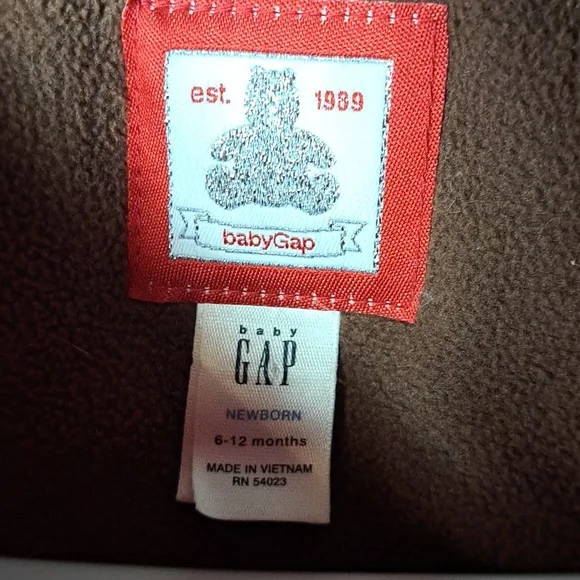 est. 1989
babyGap
baby
GAP
NEWBORN
6-12 months
MADE IN VIETNAM
RN 54023